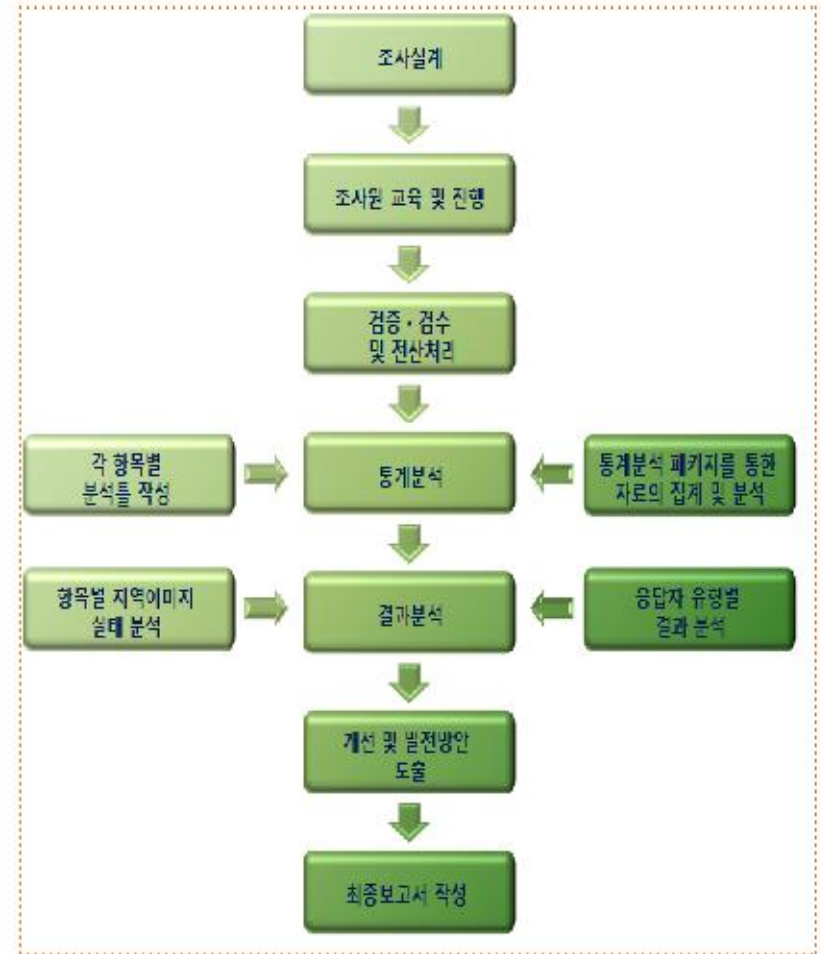 조사설계
조사원 교육 및 진행
검증·검수
및 전산처리
각 항목별
분석틀 작성
통계분석
통계분석 패키지를 통한
자료의 집계 및 분석
항목별 지역이미지
실태 분석
결과분석
응답자 유형별
결과 분석
개선 및 발전방안
도출
최종보고서 작성